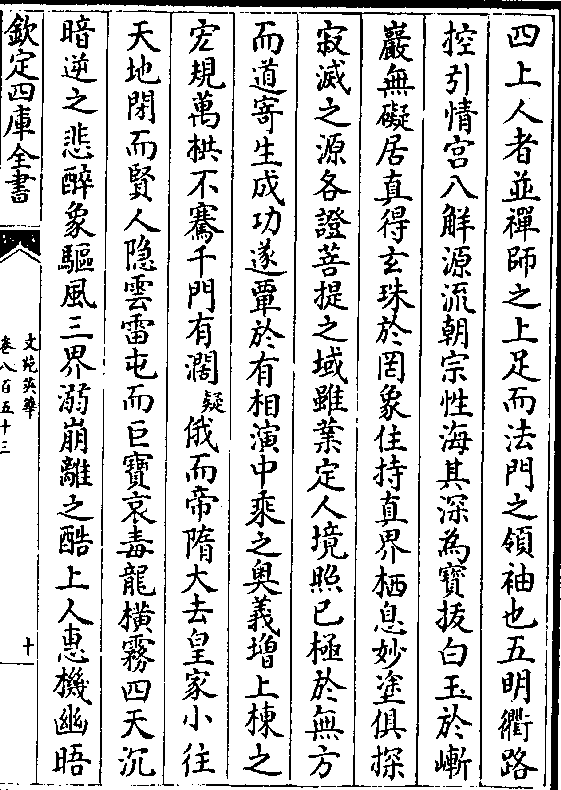 四上人者並禪師之上足而法門之領袖也五明衢路
控引情宫八解源流朝宗性海其深為寶拔白玉於嶄
巖無礙居真得玄珠於罔象住持真界栖息妙塗俱探
寂滅之源各證菩提之域雖業定人境照已極於無方
而道寄生成功遂覃於有相演中乘之奥義增上棟之
宏規萬栱不騫千門有濶疑俄而帝隋大去皇家小往
天地閉而賢人隐雲雷屯而巨寶哀毒龍横霧四天沉
暗逆之悲醉象驅風三界溺崩離之酷上人惠機幽晤
欽定四庫全書
文苑英華
卷八百五十三
十